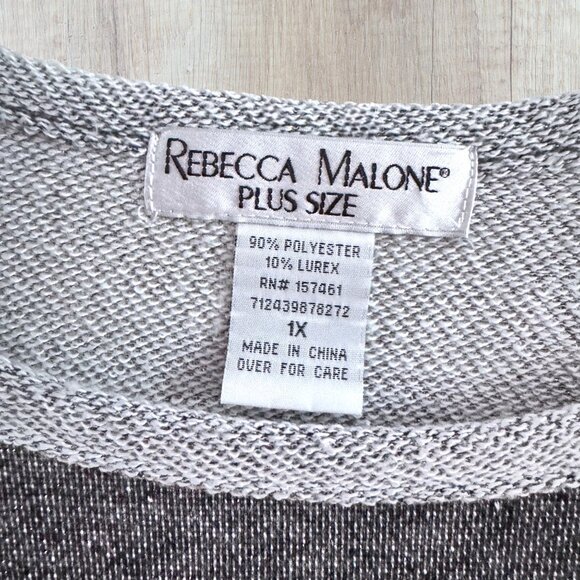 REBECCA MALONE®
PLUS SIZE
90% POLYESTER
10% LUREX
RN# 157461
712439878272
1X
MADE IN CHINA
OVER FOR CARE